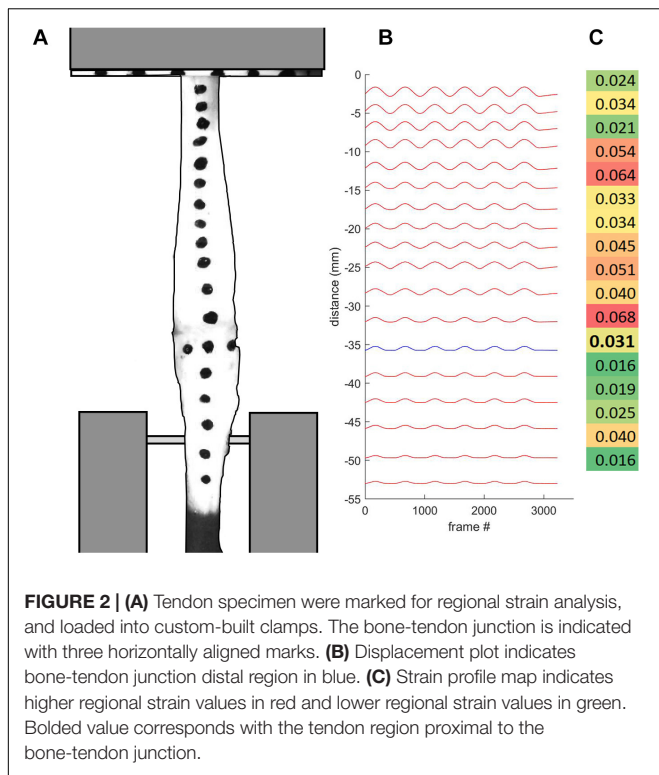 A
B
C
0
-5
-10
-15
-20
-25
-30
-35
-40
-45
-50
-55
distance (mm)
0 1000 2000 3000
frame #
0.024
0.034
0.021
0.054
0.064
0.033
0.034
0.045
0.051
0.040
0.068
0.031
0.016
0.019
0.025
0.040
0.016
FIGURE 2 | (A) Tendon specimen were marked for regional strain analysis,
and loaded into custom-built clamps. The bone-tendon junction is indicated
with three horizontally aligned marks. (B) Displacement plot indicates
bone-tendon junction distal region in blue. (C) Strain profile map indicates
higher regional strain values in red and lower regional strain values in green.
Bolded value corresponds with the tendon region proximal to the
bone-tendon junction.